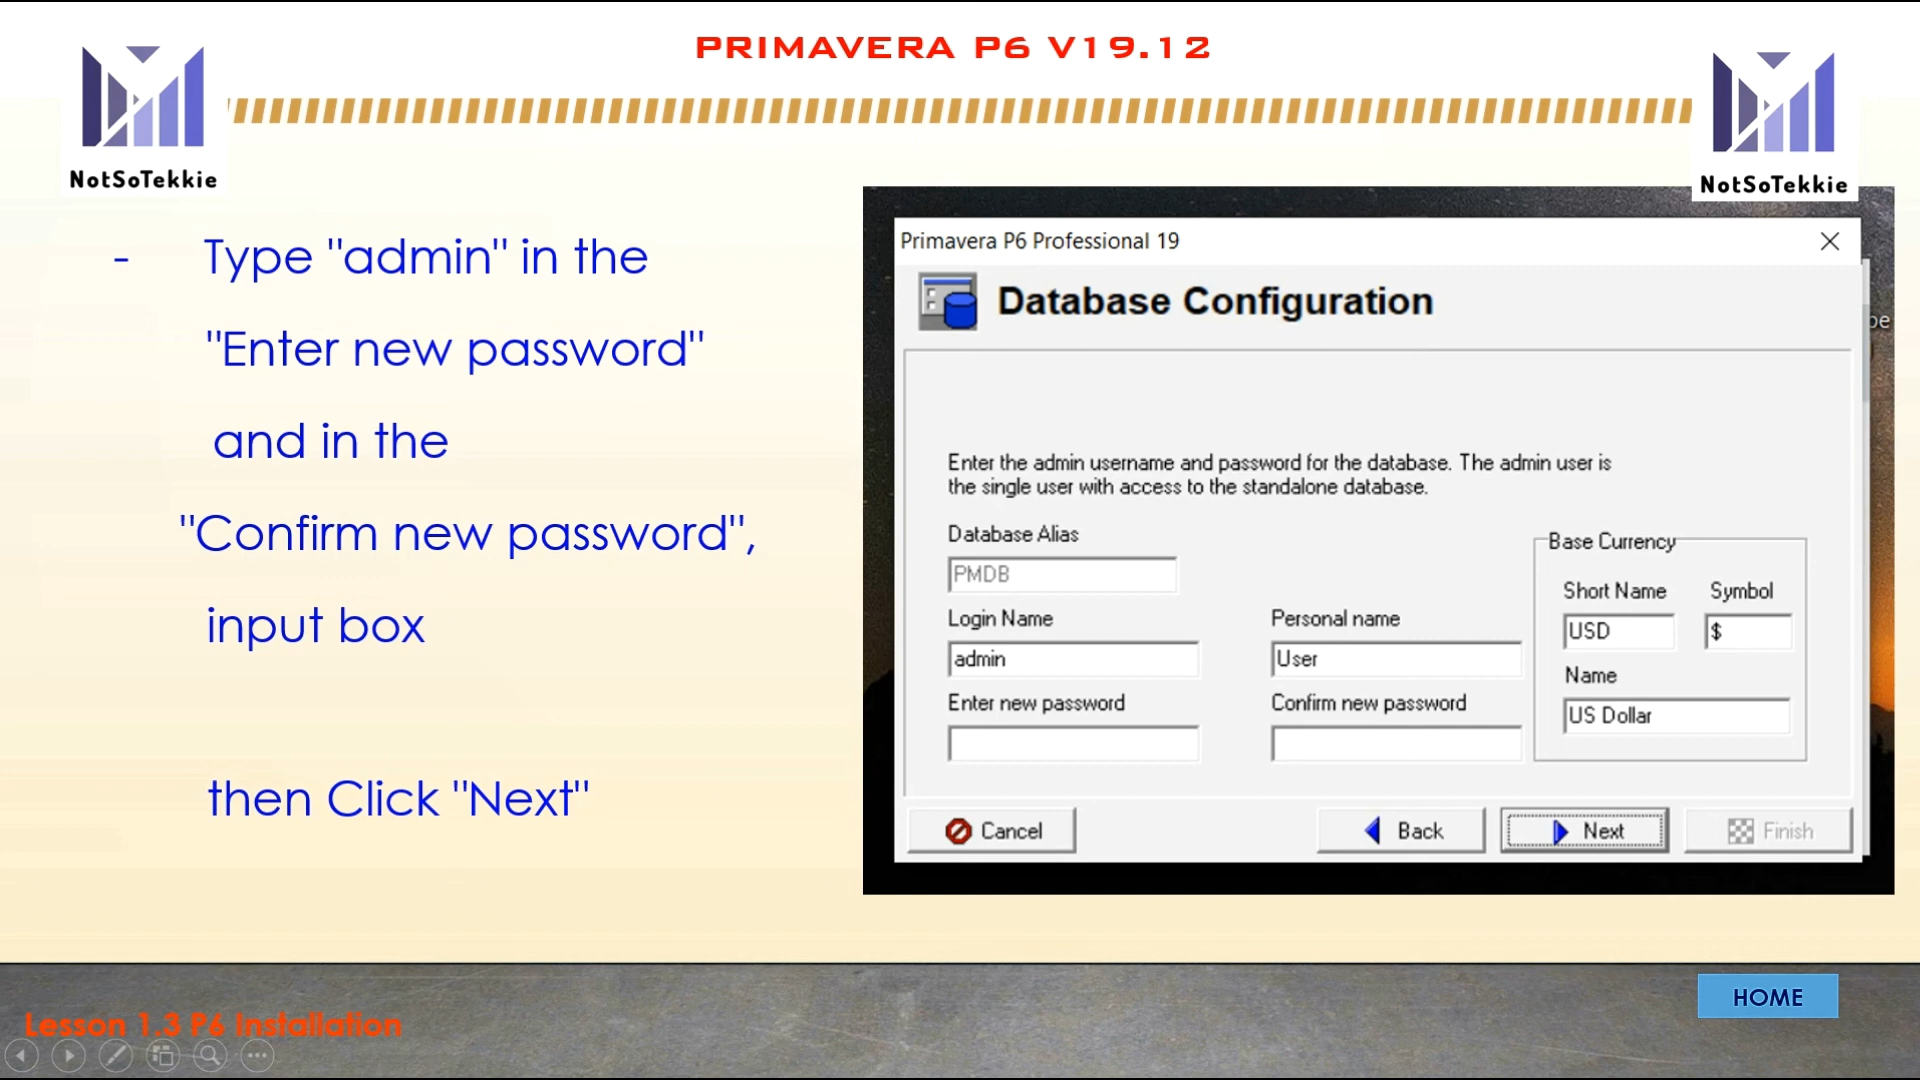 PRIMAVERA P6 V19.12
NotSoTekkie
NotSoTekkie
- Type "admin" in the
"Enter new password"
and in the
"Confirm new password",
input box
then Click "Next"
Primavera P6 Professional 19
Database Configuration
Enter the admin username and password for the database. The admin user is
the single user with access to the standalone database.
Database Alias
PMDB
Login Name
admin
Personal name
User
Enter new password
Confirm new password
Base Currency
Short Name
USD
Symbol
$
Name
US Dollar
Cancel
Back
Next
Finish
HOME
Lesson 1.3 P6 Installation